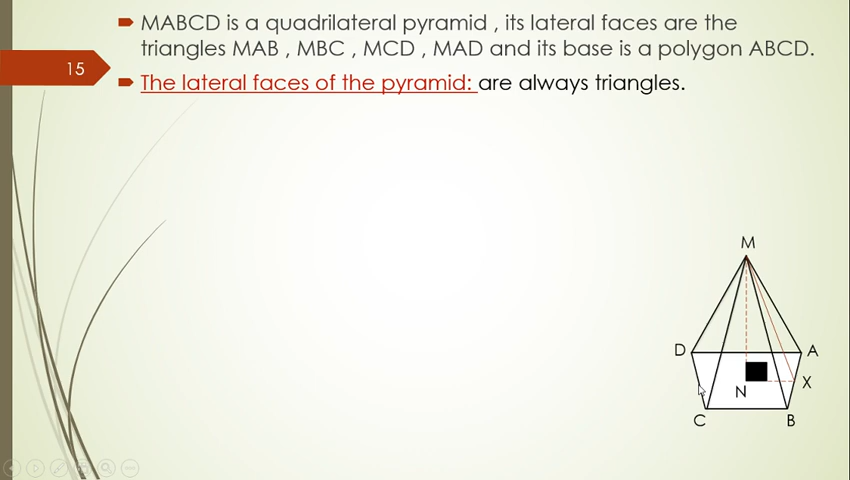 MABCD is a quadrilateral pyramid , its lateral faces are the
triangles MAB , MBC , MCD , MAD and its base is a polygon ABCD.
15
The lateral faces of the pyramid: are always triangles.
M
D
A
N
X
C
B